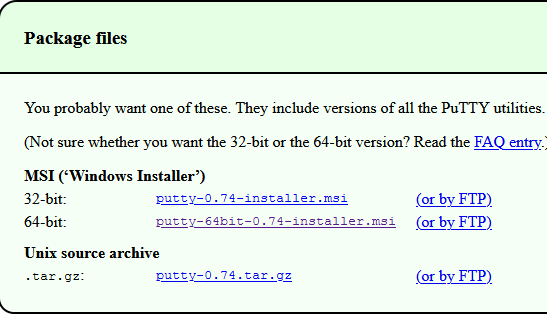 Package files
You probably want one of these. They include versions of all the PuTTY utilities.
(Not sure whether you want the 32-bit or the 64-bit version? Read the FAQ entry.)
MSI (‘Windows Installer’)
32-bit: putty-0.74-installer.msi (or by FTP)
64-bit: putty-64bit-0.74-installer.msi (or by FTP)
Unix source archive
.tar.gz: putty-0.74.tar.gz (or by FTP)